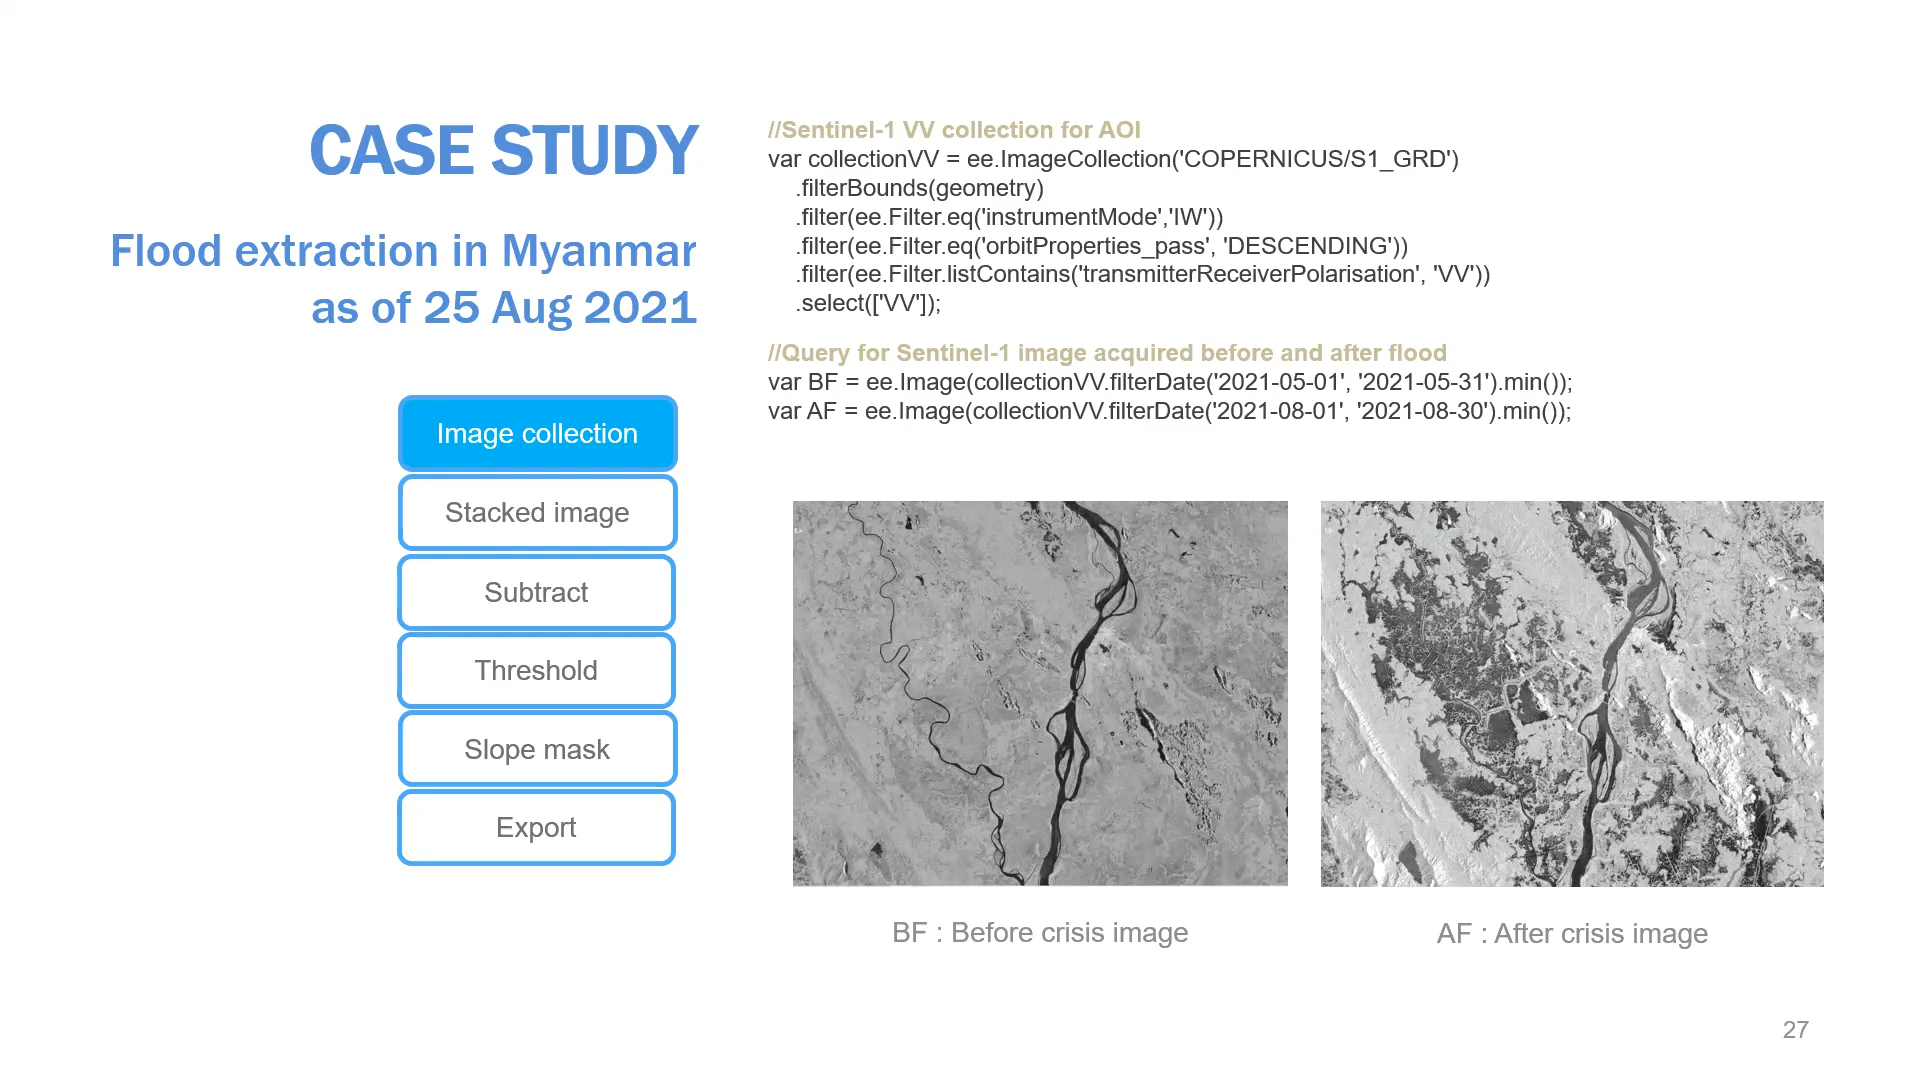 CASE STUDY
Flood extraction in Myanmar
as of 25 Aug 2021
Image collection
Stacked image
Subtract
Threshold
Slope mask
Export
//Sentinel-1 VV collection for AOI
var collectionVV = ee.ImageCollection('COPERNICUS/S1_GRD')
.filterBounds(geometry)
.filter(ee.Filter.eq('instrumentMode','IW'))
.filter(ee.Filter.eq('orbitProperties_pass', 'DESCENDING'))
.filter(ee.Filter.listContains('transmitterReceiverPolarisation', 'VV'))
.select(['VV']);
//Query for Sentinel-1 image acquired before and after flood
var BF = ee.Image(collectionVV.filterDate('2021-05-01', '2021-05-31').min());
var AF = ee.Image(collectionVV.filterDate('2021-08-01', '2021-08-30').min());
BF : Before crisis image
AF : After crisis image
27